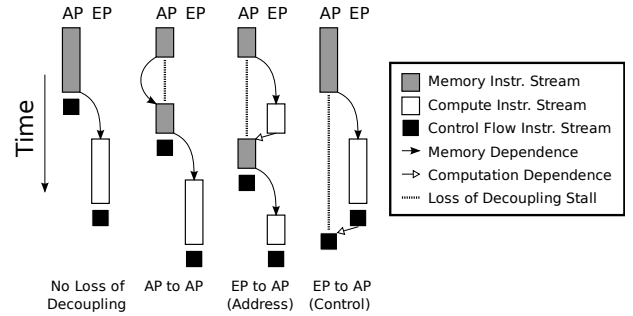 AP EP AP EP AP EP AP EP
Time
Memory Instr. Stream
Compute Instr. Stream
Control Flow Instr. Stream
Memory Dependence
Computation Dependence
Loss of Decoupling Stall
No Loss of
Decoupling
AP to AP
EP to AP
(Address)
EP to AP
(Control)